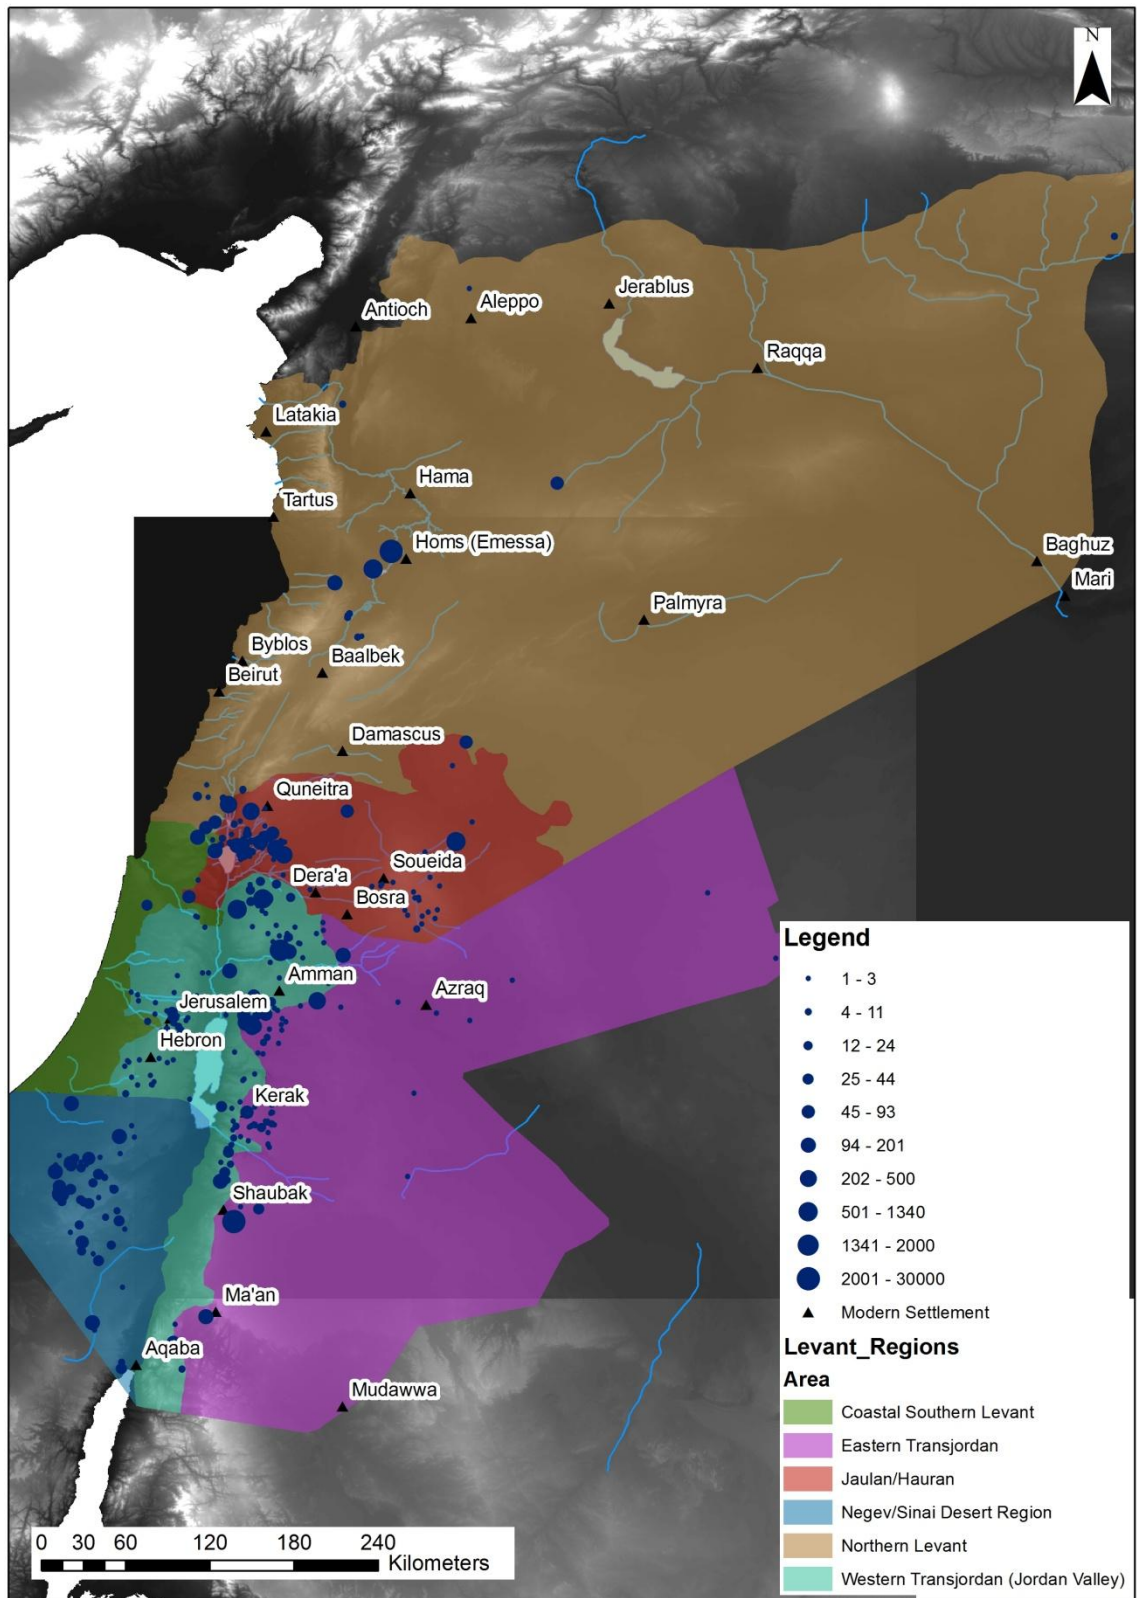 N
Jerablus
Antioch
Aleppo
Raqqa
Latakia
Hama
Tartus
Homs (Emessa)
Baghuz
Mari
Palmyra
Byblos
Baalbek
Beirut
Damascus
Quneitra
Soueida
Dera'a
Bosra
Amman
Azraq
Jerusalem
Hebron
Kerak
Shaubak
Ma'an
Aqaba
Mudawwa
Legend
1 - 3
4 - 11
12 - 24
25 - 44
45 - 93
94 - 201
202 - 500
501 - 1340
1341 - 2000
2001 - 30000
Modern Settlement
Levant_Regions
Area
Coastal Southern Levant
Eastern Transjordan
Jaulan/Hauran
Negev/Sinai Desert Region
Northern Levant
Western Transjordan (Jordan Valley)
0 30 60 120 180 240
Kilometers